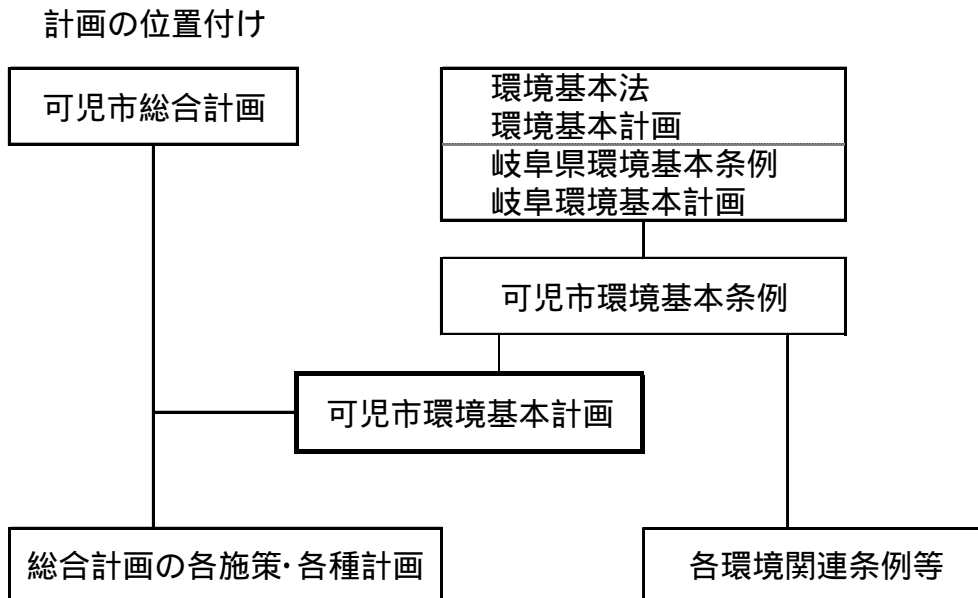 計画の位置付け
可児市総合計画
環境基本法
環境基本計画
岐阜県環境基本条例
岐阜環境基本計画
可児市環境基本条例
可児市環境基本計画
総合計画の各施策・各種計画
各環境関連条例等